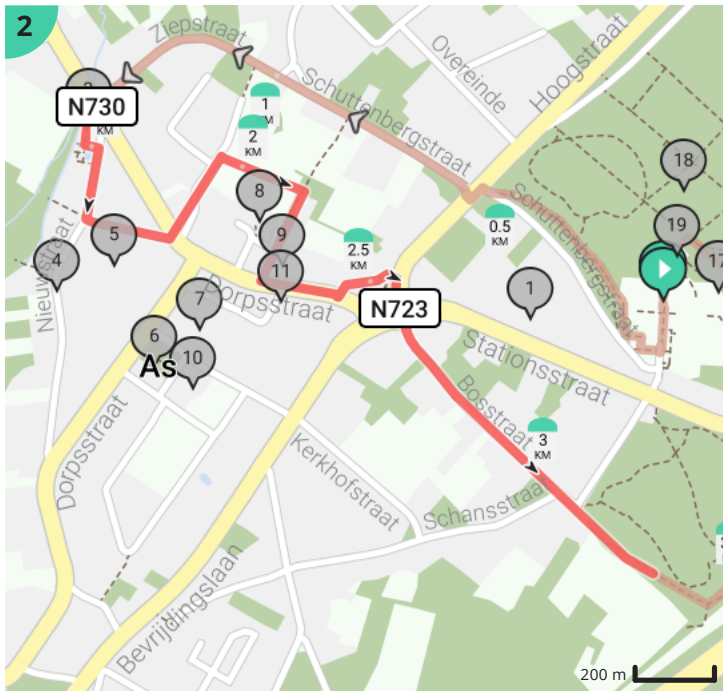 2
Ziepstraat
Overeinde
Hoogstraat
N730
KM
1
KM
2
KM
Schuttenbergstraat
18
8
Schuttenbergstraat
0.5
KM
19
9
5
2.5
KM
4
Nieuwstraat
11
17
7
Dorpsstraat
N723
1
6
As
10
Stationsstraat
Bosstraat
Dorpsstraat
3
KM
Kerkhofstraat
Schansstraat
Bevrijdingslaan
200 m